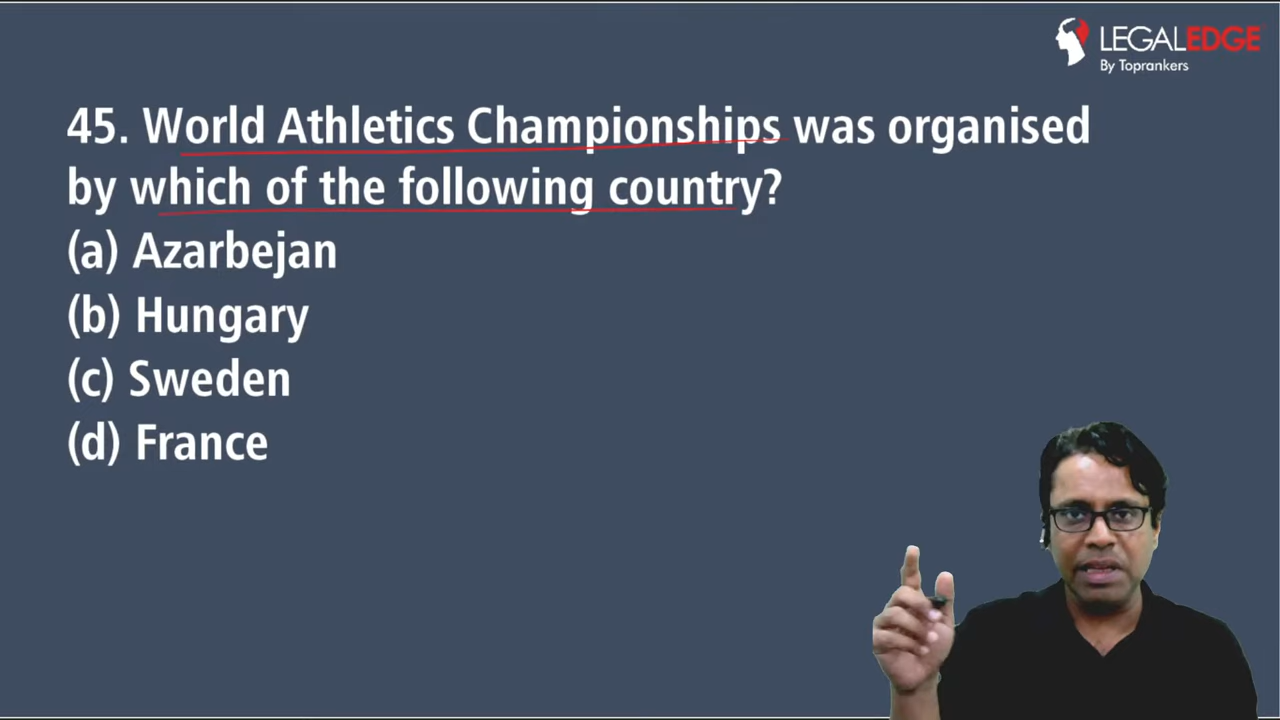 LEGALEDGE
By Toprankers
45. World Athletics Championships was organised
by which of the following country?
(a) Azarbejan
(b) Hungary
(c) Sweden
(d) France